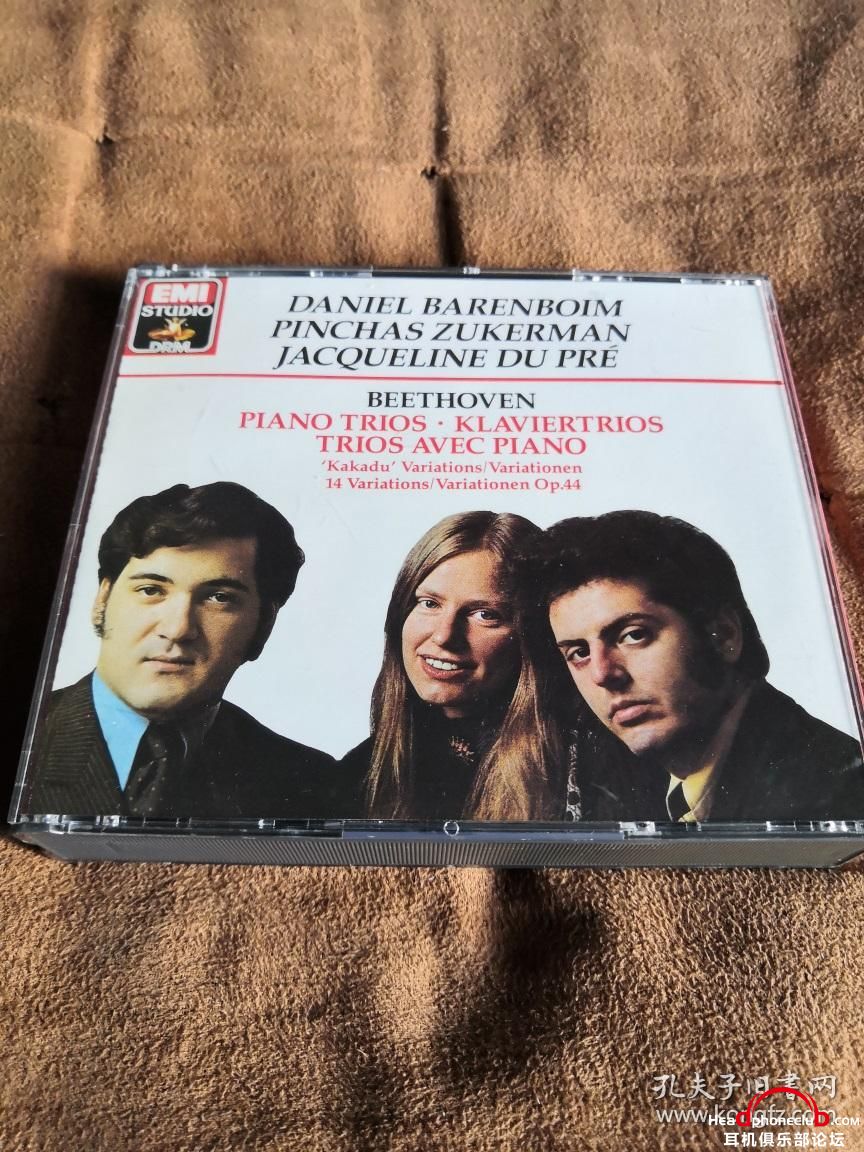 EMI
STUDIO
DRM
DANIEL BARENBOIM
PINCHAS ZUKERMAN
JACQUELINE DU PRÉ
BEETHOVEN
PIANO TRIOS · KLAVIERTRIOS
TRIOS AVEC PIANO
'Kakadu' Variations/Variationen
14 Variations/Variationen Op.44
孔夫子旧书网
耳机俱乐部论坛